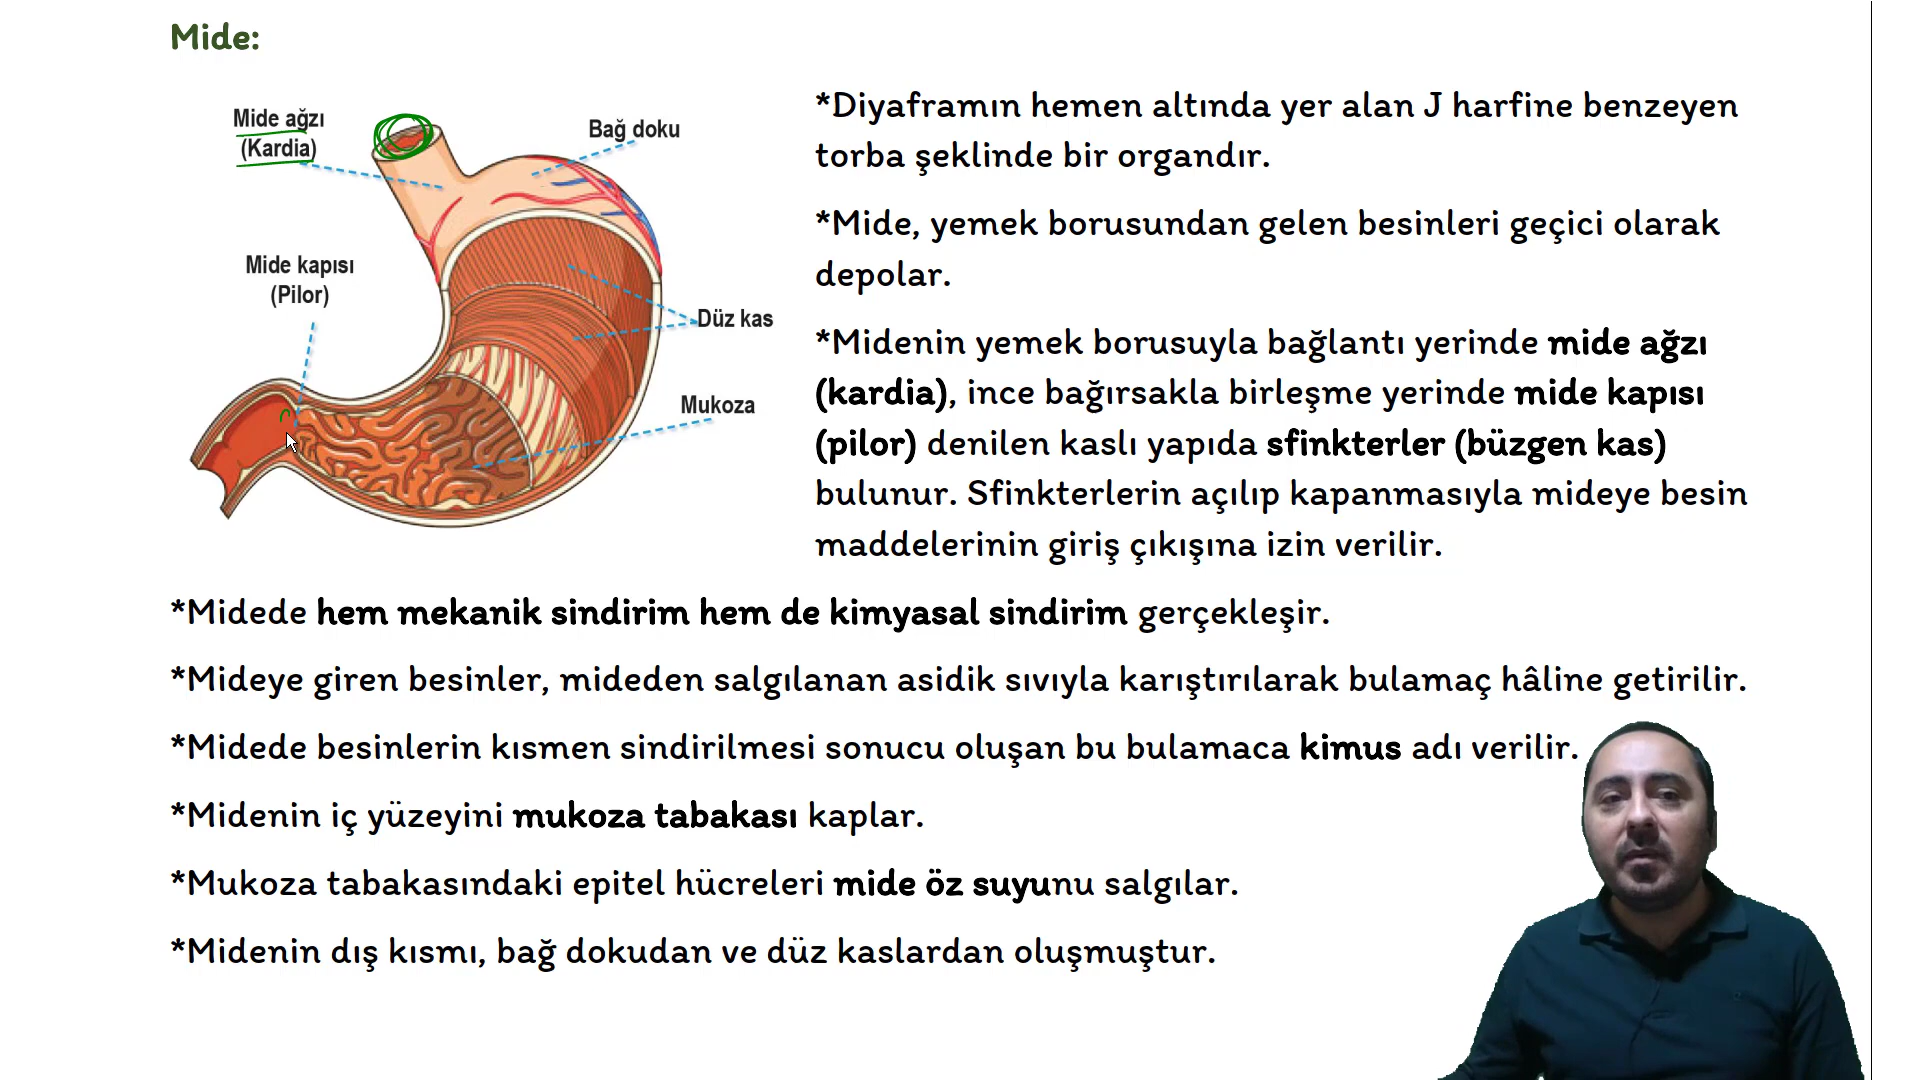 Mide:
Mide ağzı
(Kardia)
Bağ doku
Mide kapısı
(Pilor)
Düz kas
Mukoza
*Diyaframın hemen altında yer alan J harfine benzeyen
torba şeklinde bir organdır.
*Mide, yemek borusundan gelen besinleri geçici olarak
depolar.
*Midenin yemek borusuyla bağlantı yerinde mide ağzı
(kardia), ince bağırsakla birleşme yerinde mide kapısı
(pilor) denilen kaslı yapıda sfinkterler (büzgen kas)
bulunur. Sfinkterlerin açılıp kapanmasıyla mideye besin
maddelerinin giriş çıkışına izin verilir.
*Midede hem mekanik sindirim hem de kimyasal sindirim gerçekleşir.
*Mideye giren besinler, mideden salgılanan asidik sıvıyla karıştırılarak bulamaç hâline getirilir.
*Midede besinlerin kısmen sindirilmesi sonucu oluşan bu bulamaca kimus adı verilir.
*Midenin iç yüzeyini mukoza tabakası kaplar.
*Mukoza tabakasındaki epitel hücreleri mide öz suyunu salgılar.
*Midenin dış kısmı, bağ dokudan ve düz kaslardan oluşmuştur.